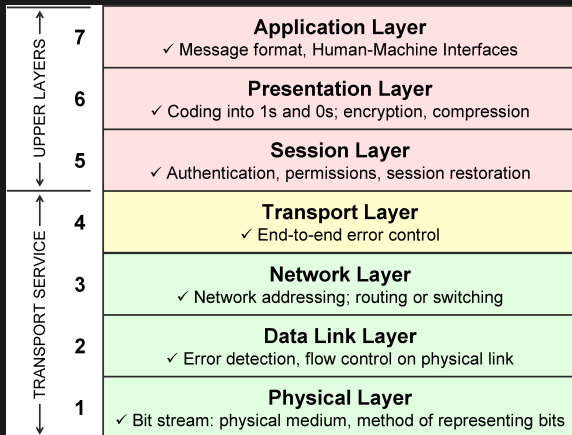 7
Application Layer
✓ Message format, Human-Machine Interfaces
6
Presentation Layer
✓ Coding into 1s and 0s; encryption, compression
5
Session Layer
✓ Authentication, permissions, session restoration
UPPER LAYERS
4
Transport Layer
✓ End-to-end error control
3
Network Layer
✓ Network addressing; routing or switching
2
Data Link Layer
✓ Error detection, flow control on physical link
1
Physical Layer
✓ Bit stream: physical medium, method of representing bits
TRANSPORT SERVICE